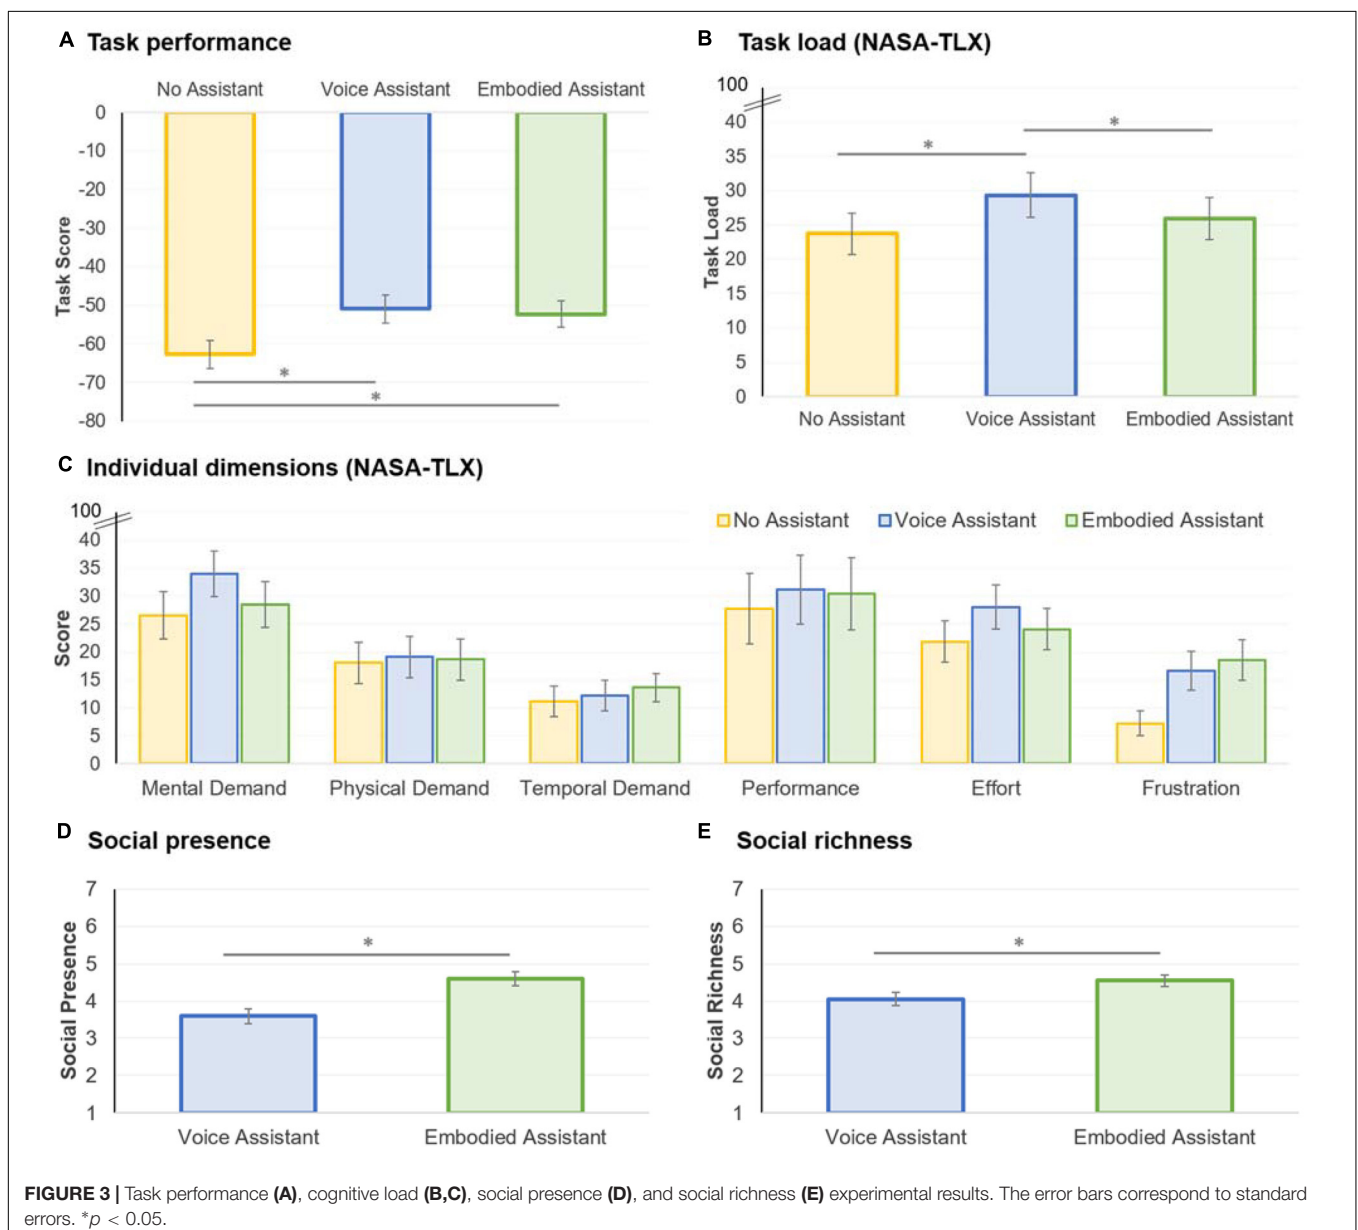 A Task performance
No Assistant Voice Assistant Embodied Assistant
0
-10
-20
-30
-40
-50
-60
-70
-80
Task Score
*
*
B Task load (NASA-TLX)
100
40
35
30
25
20
15
10
5
0
Task Load
*
*
No Assistant Voice Assistant Embodied Assistant
C Individual dimensions (NASA-TLX)
No Assistant Voice Assistant Embodied Assistant
100
40
35
30
25
20
15
10
5
0
Score
Mental Demand Physical Demand Temporal Demand Performance Effort Frustration
D Social presence
7
6
5
4
3
2
1
Social Presence
*
Voice Assistant Embodied Assistant
E Social richness
7
6
5
4
3
2
1
Social Richness
*
Voice Assistant Embodied Assistant
FIGURE 3 | Task performance (A), cognitive load (B,C), social presence (D), and social richness (E) experimental results. The error bars correspond to standard
errors. *p < 0.05.